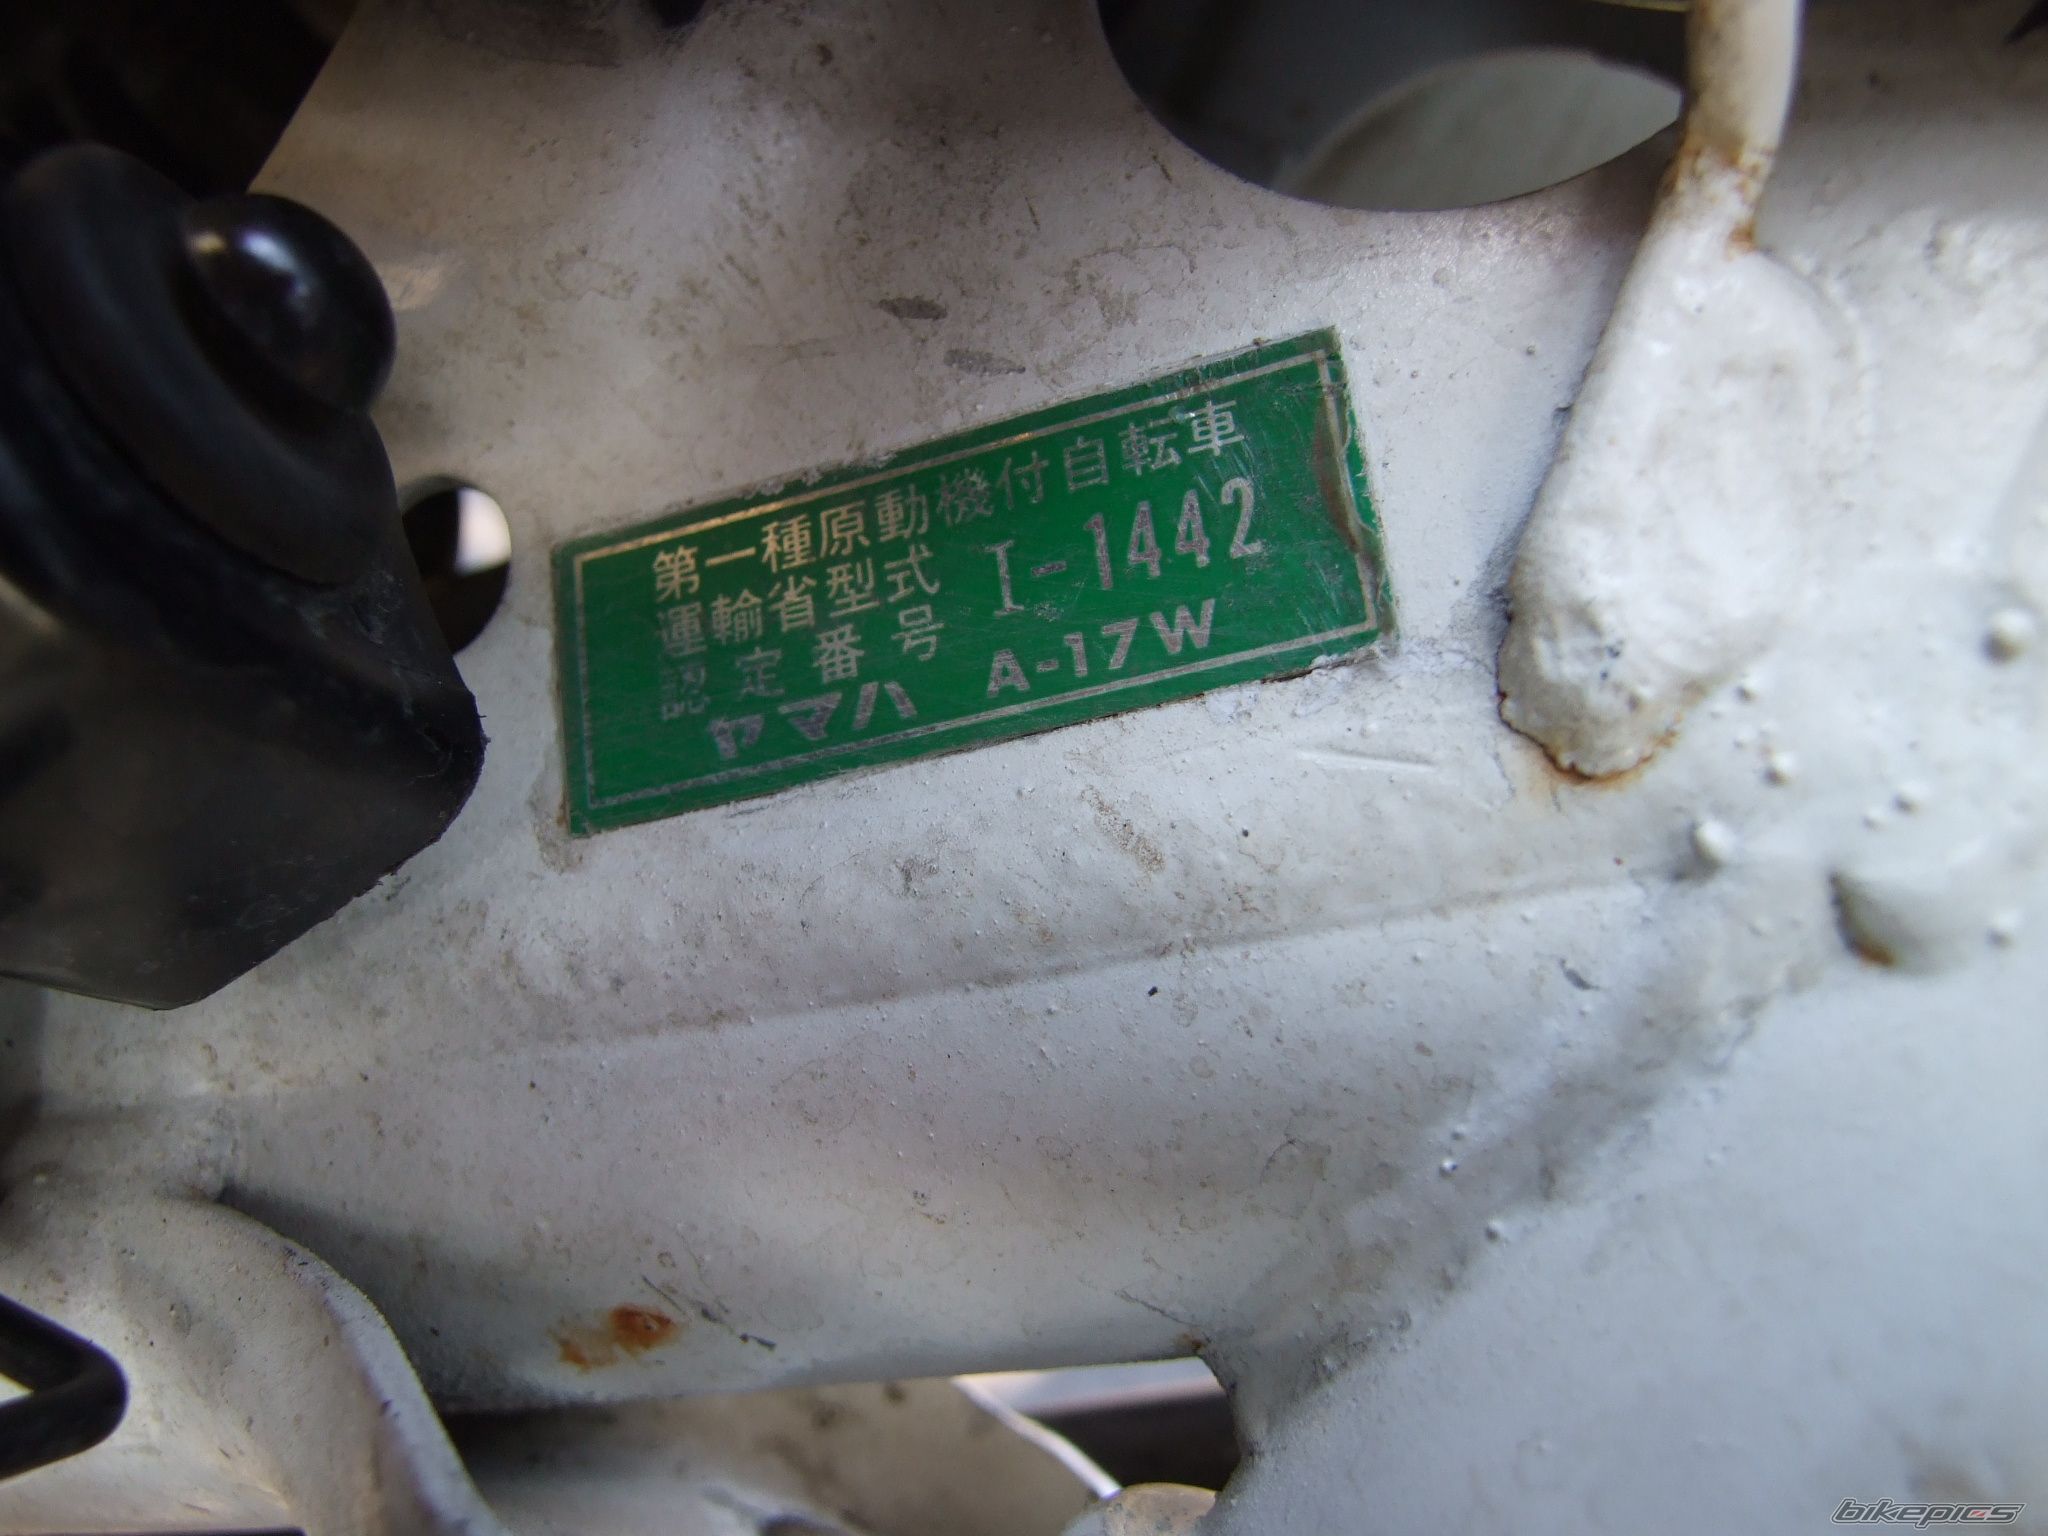 第一種原動機付自転車
運輸省型式 I-1442
認定番号
ヤマハ A-17W
bikepics